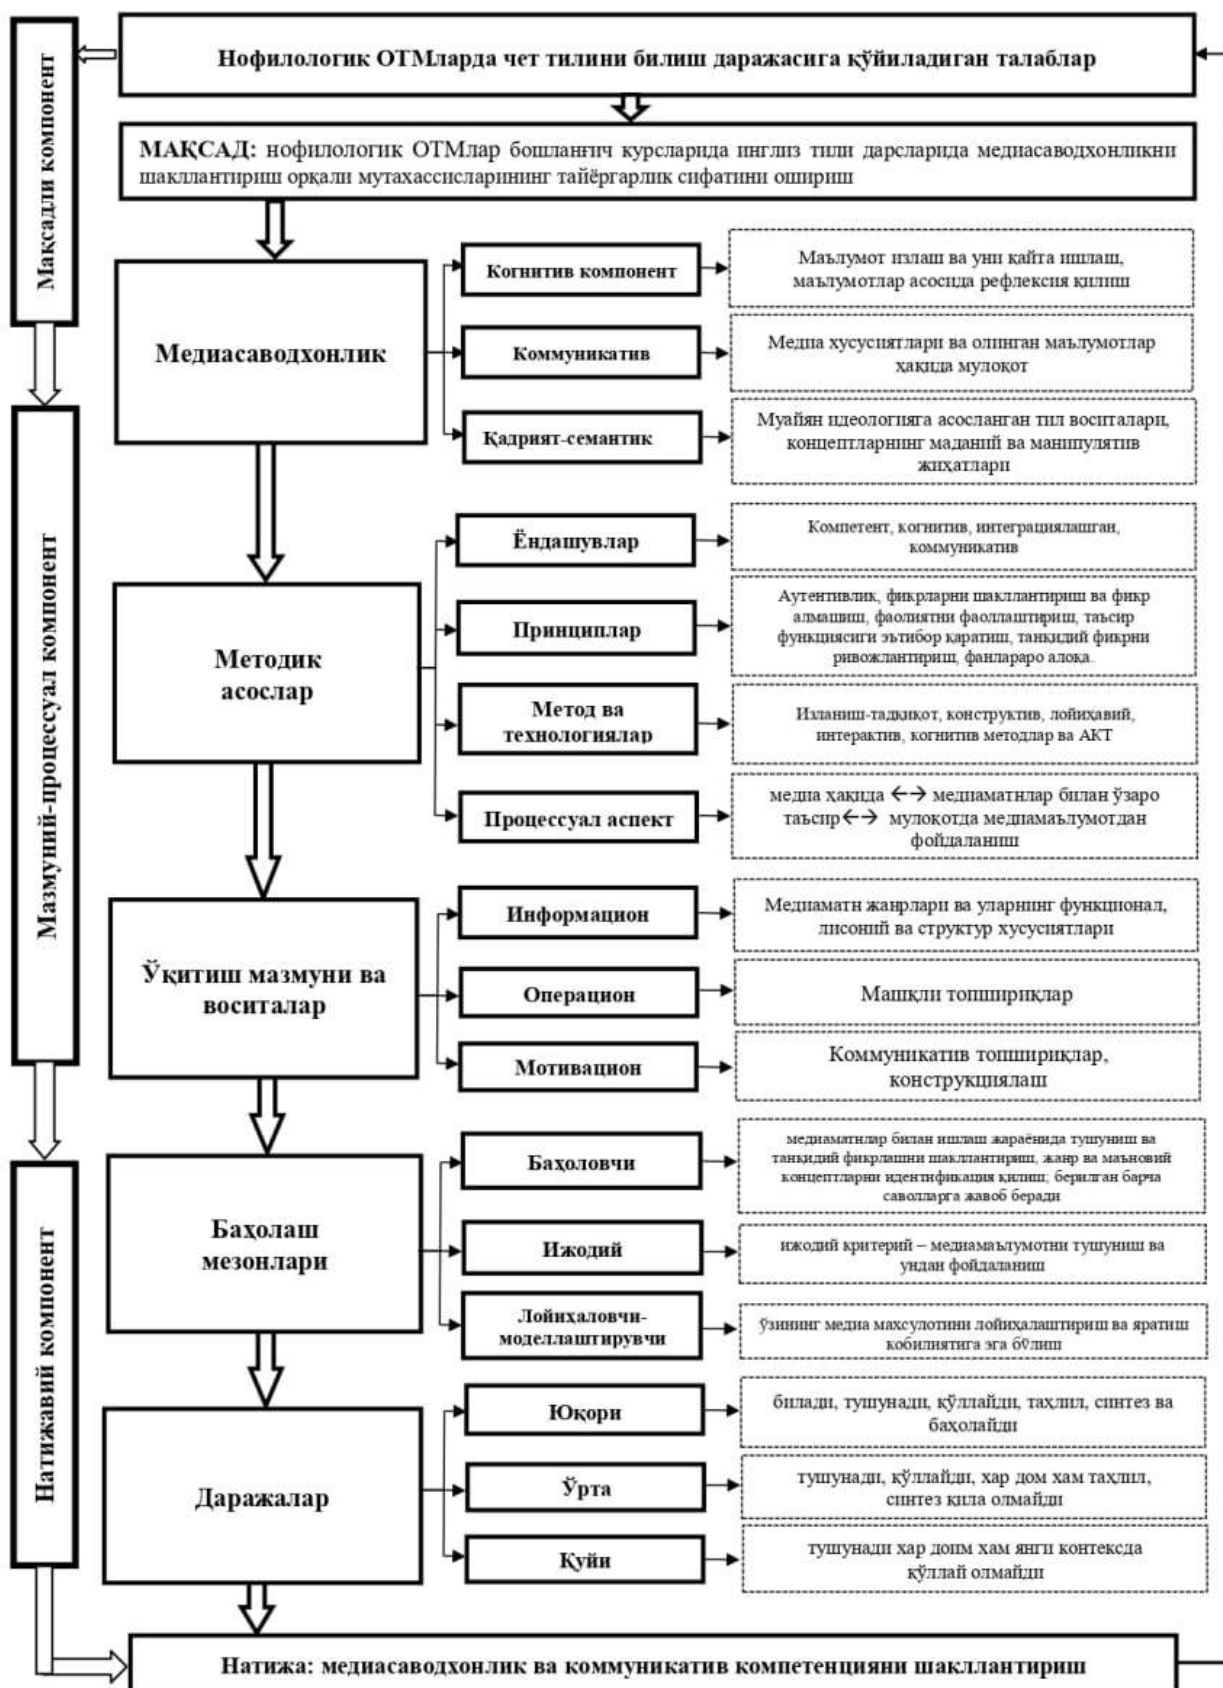 Нофилологик ОТМларда чет тилини билиш даражасига қўйиладиган талаблар
МАҚСАД: нофилологик ОТМлар бошланғич курсларида инглиз тили дарсларида медиасаводхонликни
шакллантириш орқали мутахассисларининг тайёргарлик сифатини ошириш
Мақсадли компонент
Медиасаводхонлик
Когнитив компонент
Маълумот излаш ва уни қайта ишлаш,
маълумотлар асосида рефлексия қилиш
Коммуникатив
Медиа хусусиятлари ва олинган маълумотлар
ҳақида мулоқот
Қадрият-семантик
Муайян идеологияга асосланган тил воситалари,
концептларнинг маданий ва манипулятив
жиҳатлари
Мазмуний-процессуал компонент
Методик
асослар
Ёндашувлар
Компетент, когнитив, интеграциялашган,
коммуникатив
Принциплар
Аутентивлик, фикрларни шакллантириш ва фикр
алмашиш, фаолиятни фаоллаштириш, таъсир
функциясиги эътибор қаратиш, танқидий фикрни
ривожлантириш, фанлараро алоқа.
Метод ва
технологиялар
Изланиш-тадқиқот, конструктив, лойиҳавий,
интерактив, когнитив методлар ва АКТ
Процессуал аспект
медиа ҳақида ←→ медиаматнлар билан ўзаро
таъсир←→ мулоқотда медиамаълумотдан
фойдаланиш
Ўқитиш мазмуни ва
воситалар
Информацион
Медиаматн жанрлари ва уларнинг функционал,
лисоний ва структур хусусиятлари
Операцион
Машқли топшириқлар
Мотивацион
Коммуникатив топшириқлар,
конструкциялаш
Натижавий компонент
Баҳолаш
мезонлари
Баҳоловчи
медиаматнлар билан ишлаш жараёнида тушуниш ва
танқидий фикрлашни шакллантириш, жанр ва маъновий
концептларни идентификация қилиш; берилган барча
саволларга жавоб беради
Ижодий
ижодий критерий – медиамаълумотни тушуниш ва
ундан фойдаланиш
Лойиҳаловчи-
моделлаштирувчи
ўзининг медиа махсулотини лойиҳалаштириш ва яратиш
кобилиятига эга бўлиш
Даражалар
Юқори
билади, тушунади, қўллайди, таҳлил, синтез ва
баҳолайди
Ўрта
тушунади, қўллайди, хар дом хам таҳлил,
синтез қила олмайди
Қуйи
тушунади хар доим хам янги контексда
қўллай олмайди
Натижа: медиасаводхонлик ва коммуникатив компетенцияни шакллантириш